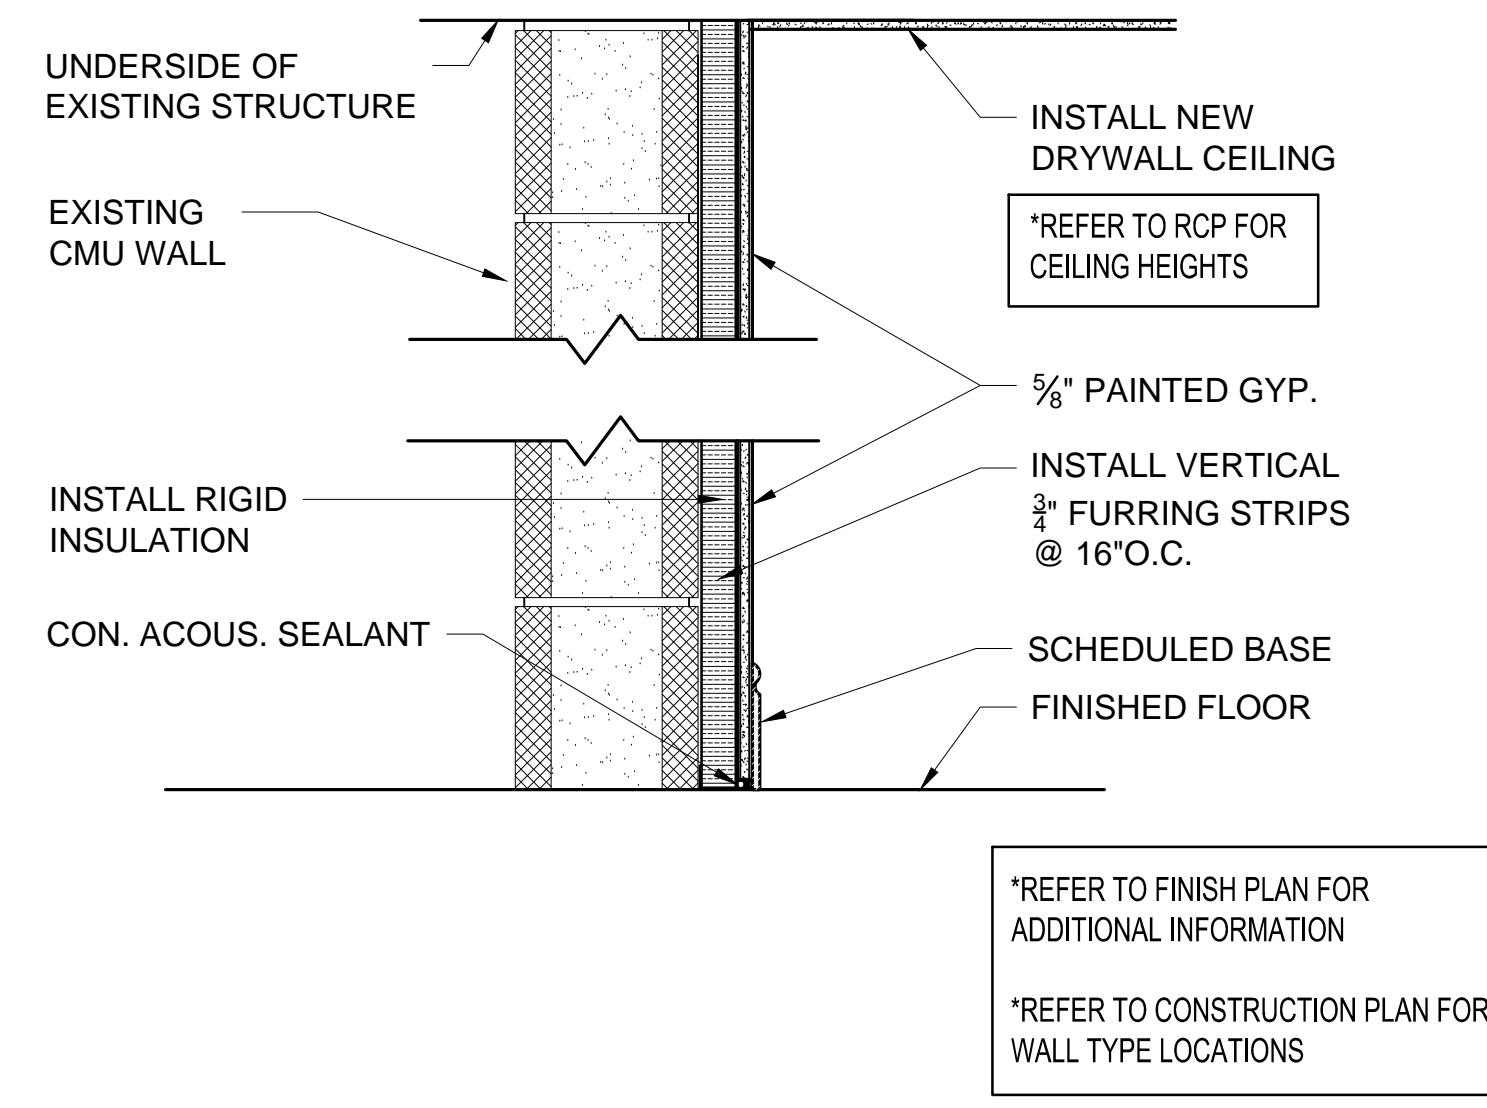 UNDERSIDE OF
EXISTING STRUCTURE
EXISTING
CMU WALL
INSTALL RIGID
INSULATION
CON. ACOUS. SEALANT
INSTALL NEW
DRYWALL CEILING
*REFER TO RCP FOR
CEILING HEIGHTS
⅝" PAINTED GYP.
INSTALL VERTICAL
¾" FURRING STRIPS
@ 16"O.C.
SCHEDULED BASE
FINISHED FLOOR
*REFER TO FINISH PLAN FOR
ADDITIONAL INFORMATION
*REFER TO CONSTRUCTION PLAN FOR
WALL TYPE LOCATIONS